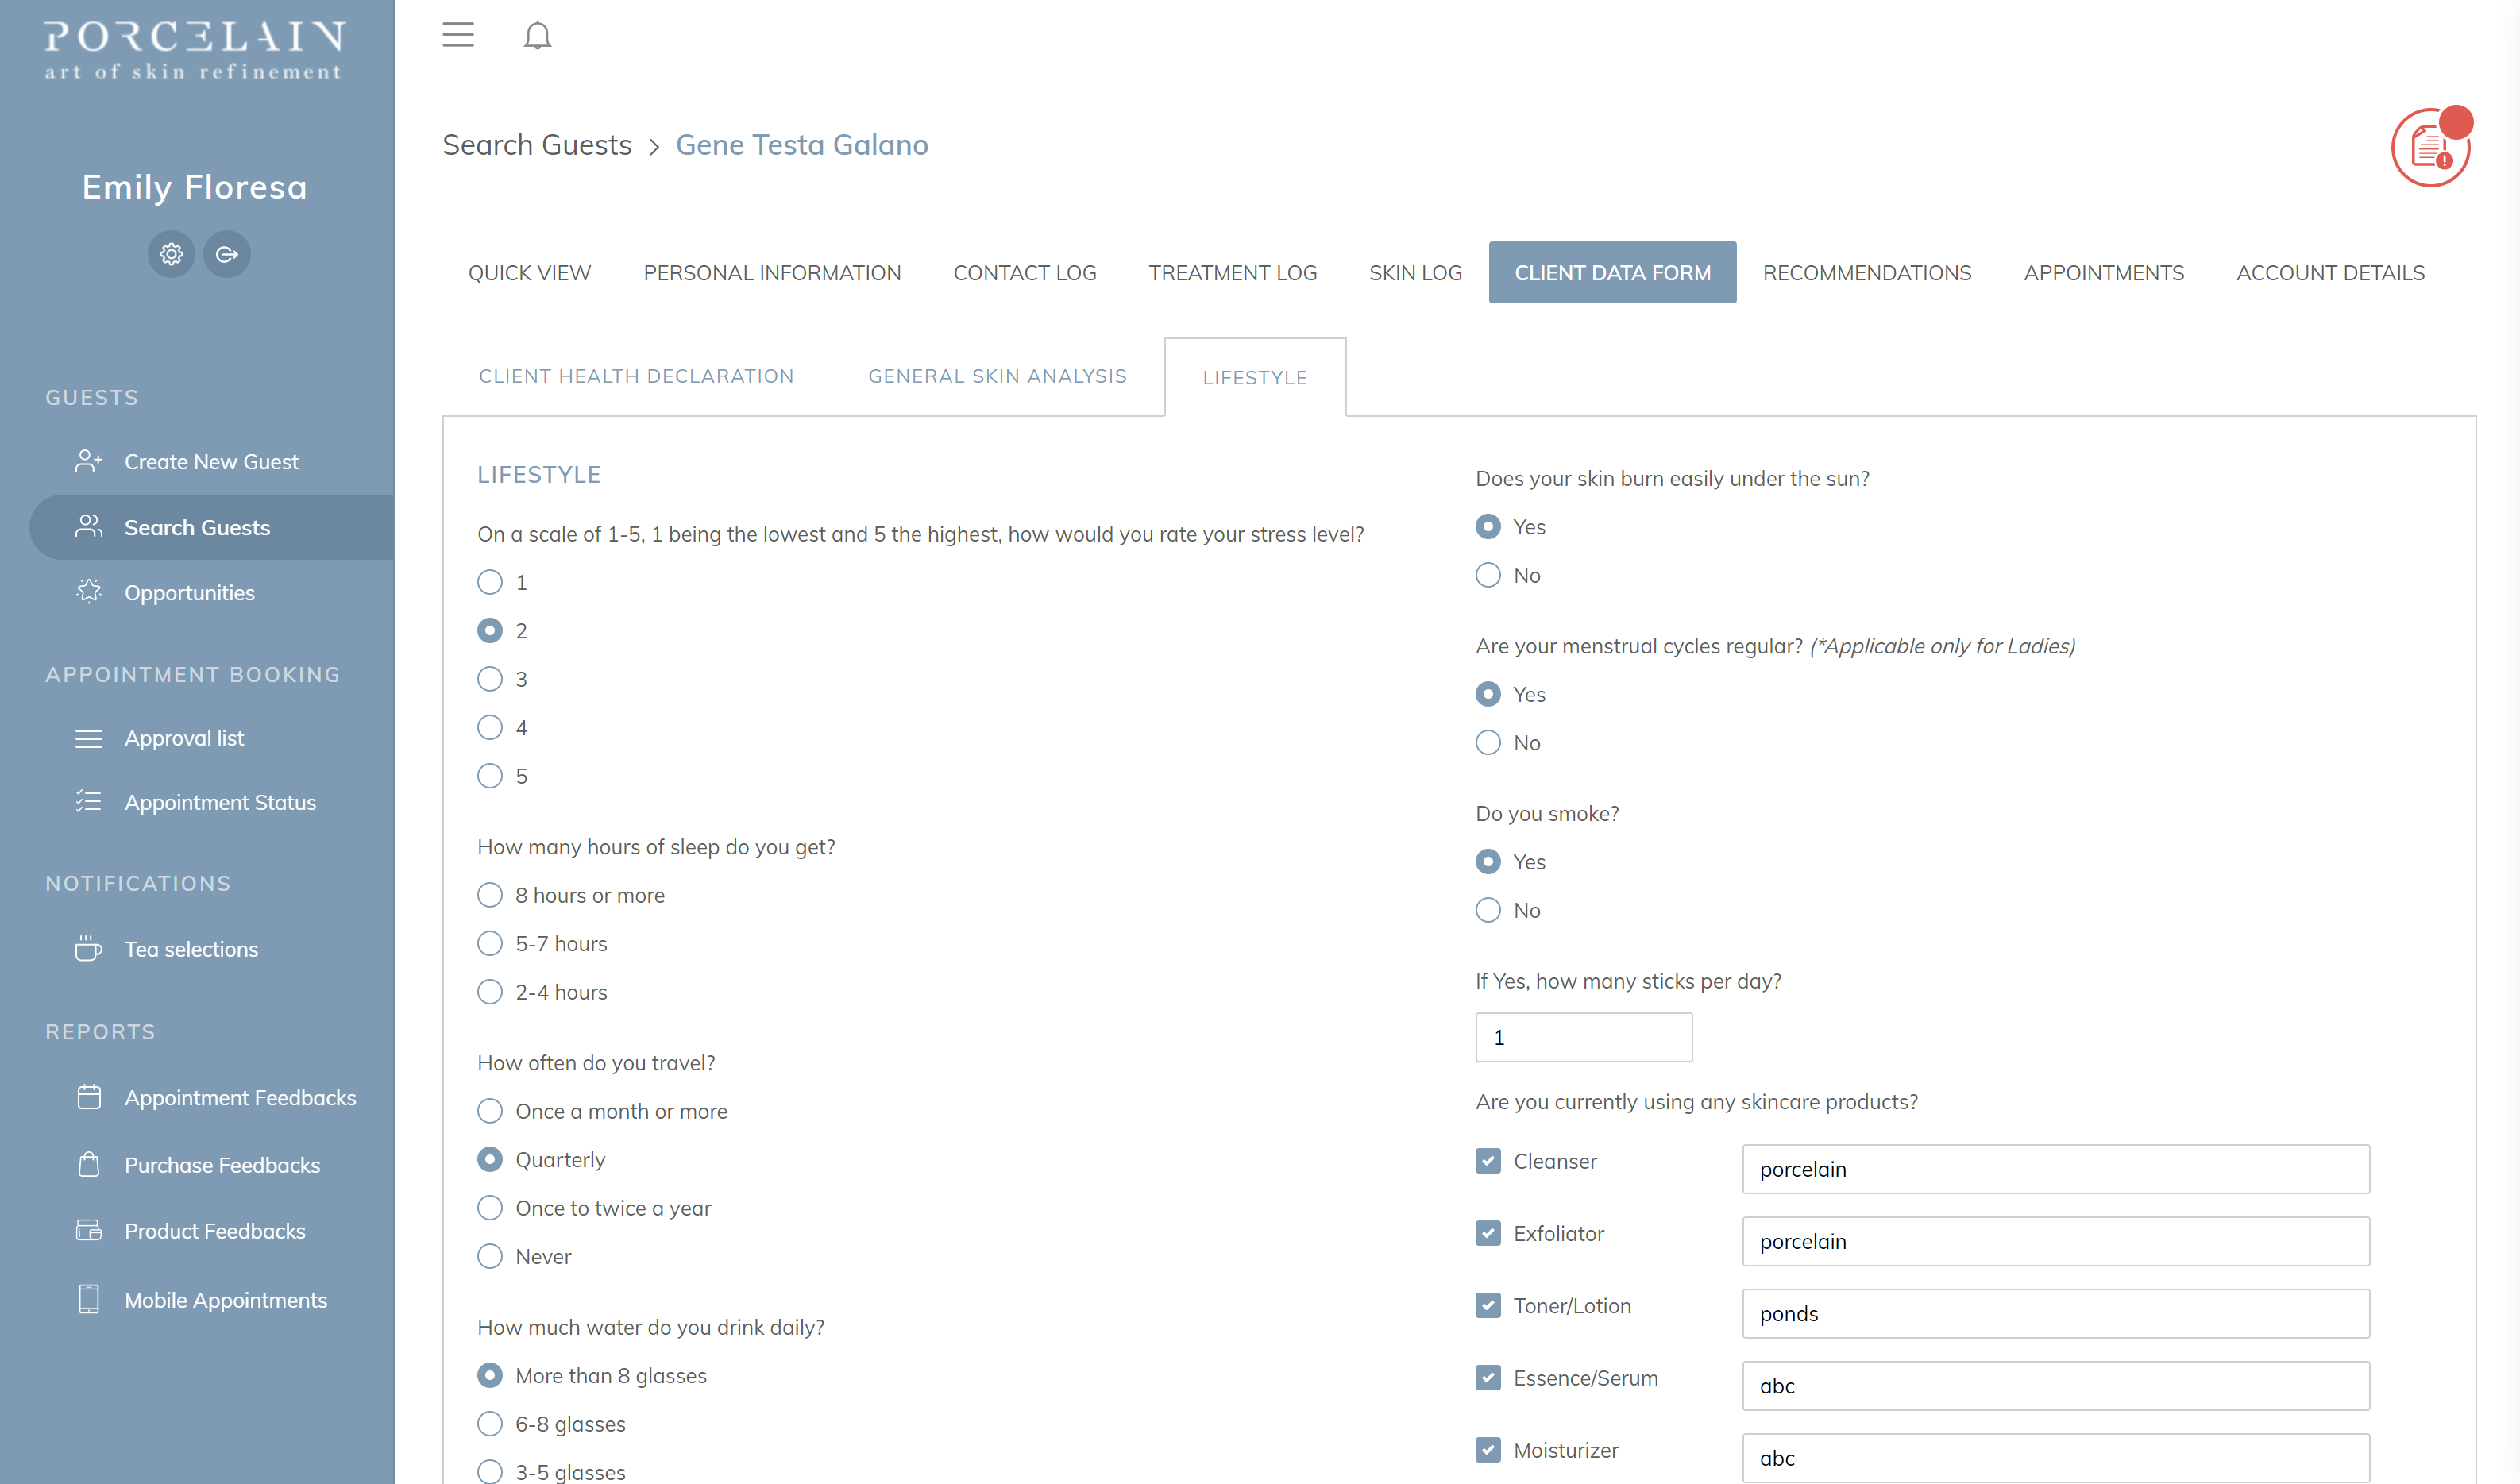 PORCELAIN
art of skin refinement
Emily Floresa
GUESTS
Create New Guest
Search Guests
Opportunities
APPOINTMENT BOOKING
Approval list
Appointment Status
NOTIFICATIONS
Tea selections
REPORTS
Appointment Feedbacks
Purchase Feedbacks
Product Feedbacks
Mobile Appointments
Search Guests > Gene Testa Galano
QUICK VIEW PERSONAL INFORMATION CONTACT LOG TREATMENT LOG SKIN LOG CLIENT DATA FORM RECOMMENDATIONS APPOINTMENTS ACCOUNT DETAILS
CLIENT HEALTH DECLARATION GENERAL SKIN ANALYSIS LIFESTYLE
LIFESTYLE
On a scale of 1-5, 1 being the lowest and 5 the highest, how would you rate your stress level?
1
2
3
4
5
How many hours of sleep do you get?
8 hours or more
5-7 hours
2-4 hours
How often do you travel?
Once a month or more
Quarterly
Once to twice a year
Never
How much water do you drink daily?
More than 8 glasses
6-8 glasses
3-5 glasses
Does your skin burn easily under the sun?
Yes
No
Are your menstrual cycles regular? (*Applicable only for Ladies)
Yes
No
Do you smoke?
Yes
No
If Yes, how many sticks per day?
1
Are you currently using any skincare products?
Cleanser porcelain
Exfoliator porcelain
Toner/Lotion ponds
Essence/Serum abc
Moisturizer abc